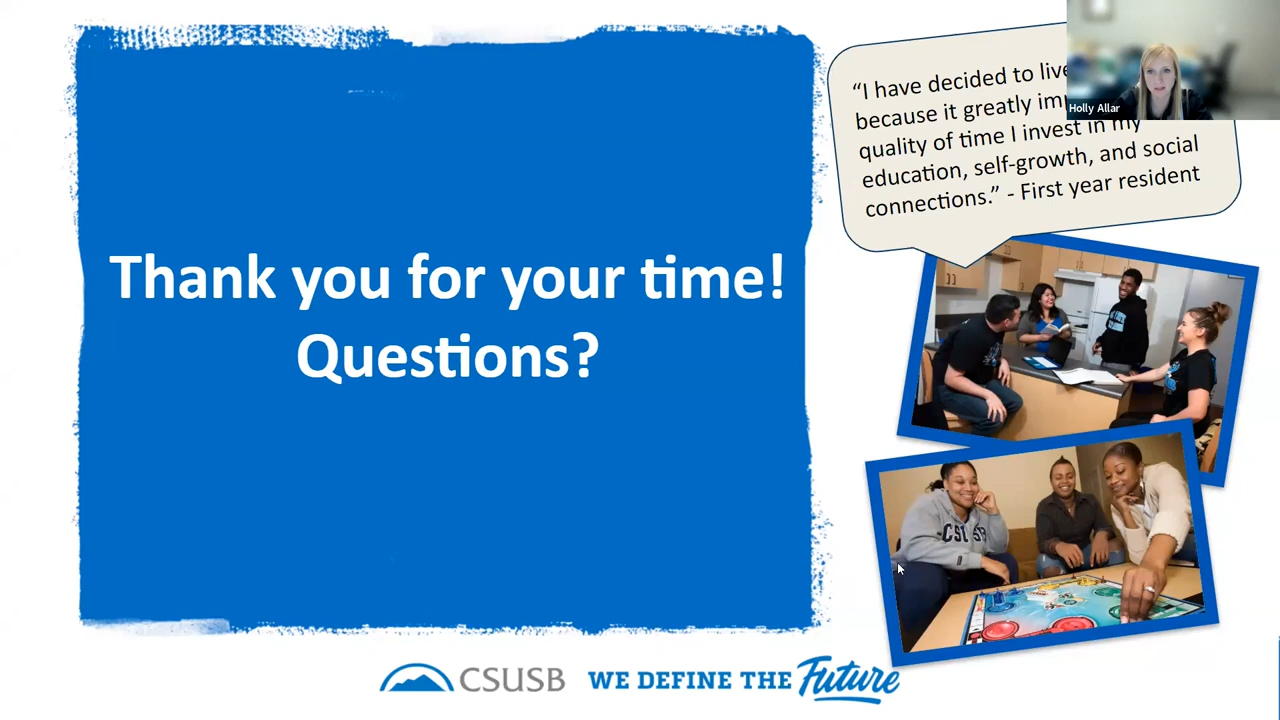 Thank you for your time!
Questions?
“I have decided to live
because it greatly
quality of time I invest in my
education, self-growth, and social
connections.” - First year resident
Holly Allar
CSUSB
CSUSB WE DEFINE THE Future